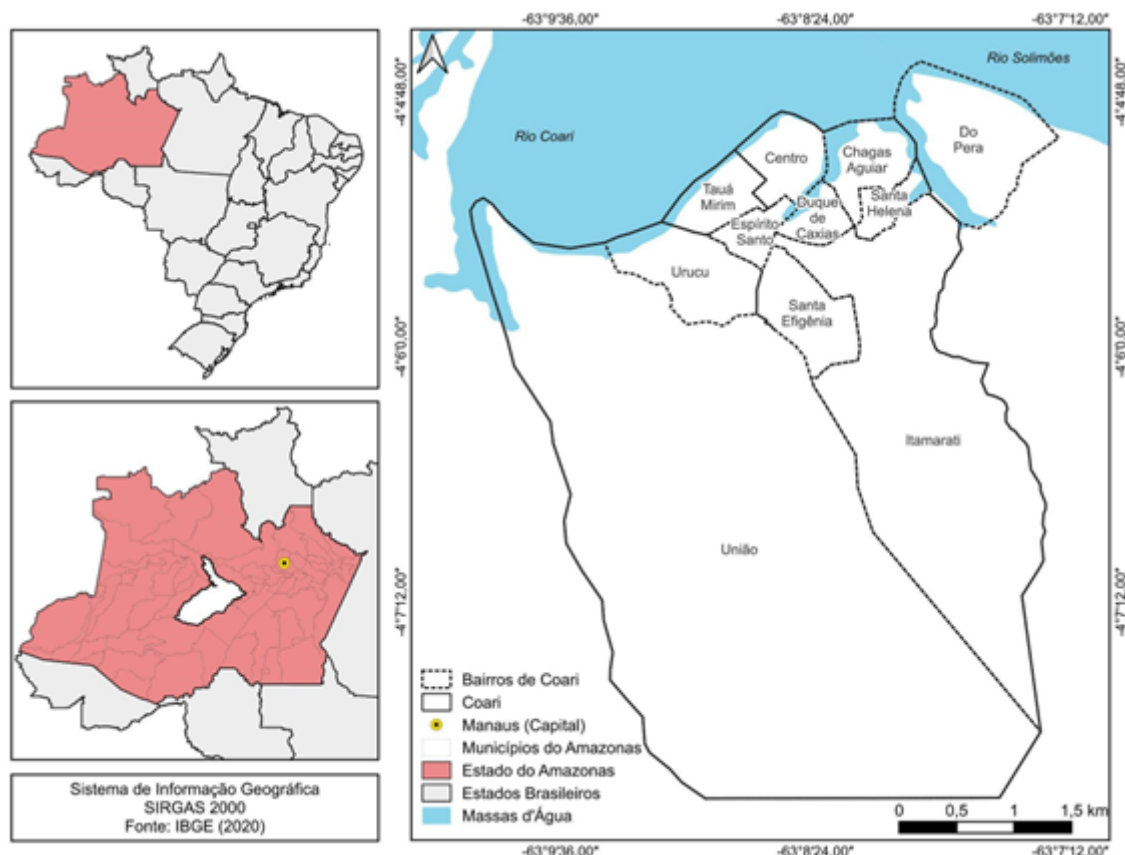 -63°9'36,00"
-63°8'24,00"
-63°7'12,00"
-4°4'48,00"
-4°4'48,00"
Rio Solimões
Rio Coari
Do
Pera
Centro
Chagas
Aguiar
Tauá
Mirim
Duque
de
Caxias
Santa
Helena
Espírito
Santo
Urucu
Santa
Efigênia
-4°6'0,00"
-4°6'0,00"
Itamarati
União
-4°7'12,00"
-4°7'12,00"
Bairros de Coari
Coari
Manaus (Capital)
Municípios do Amazonas
Estado do Amazonas
Estados Brasileiros
Massas d'Água
0 0,5 1 1,5 km
Sistema de Informação Geográfica
SIRGAS 2000
Fonte: IBGE (2020)
-63°9'36,00"
-63°8'24,00"
-63°7'12,00"